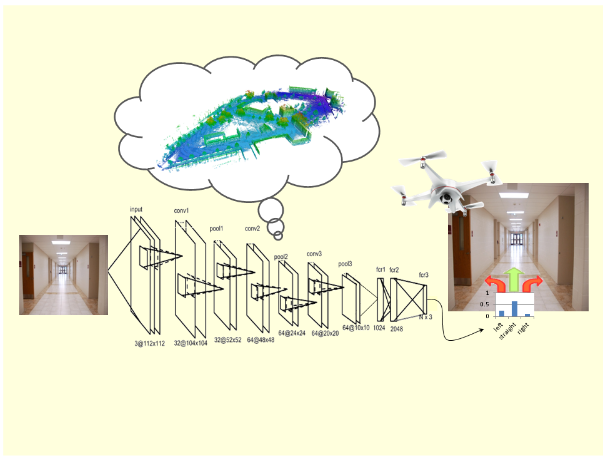 input
conv1
pool1
conv2
pool2
conv3
pool3
fcr1
fcr2
fcr3
3@112x112
32@104x104
32@52x52
64@48x48
64@24x24
64@20x20
64@10x10
1024
2048
N x 3
1
0.5
0
left
straight
right